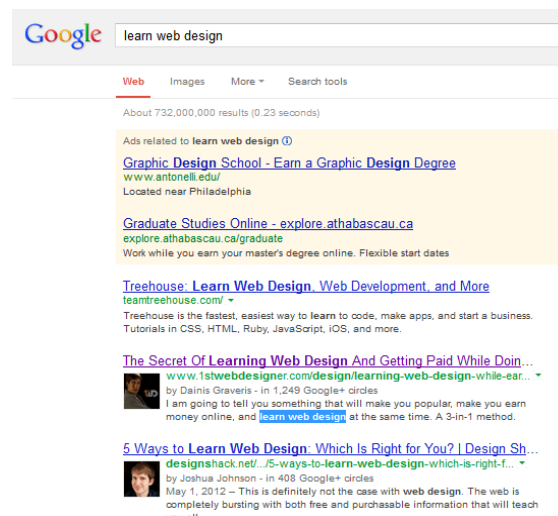 Google learn web design
Web Images More Search tools
About 732,000,000 results (0.23 seconds)
Ads related to learn web design
Graphic Design School - Earn a Graphic Design Degree
www.antonelli.edu/
Located near Philadelphia
Graduate Studies Online - explore.athabascau.ca
explore.athabascau.ca/graduate
Work while you earn your master's degree online. Flexible start dates
Treehouse: Learn Web Design, Web Development, and More
teamtreehouse.com/
Treehouse is the fastest, easiest way to learn to code, make apps, and start a business.
Tutorials in CSS, HTML, Ruby, JavaScript, iOS, and more.
The Secret Of Learning Web Design And Getting Paid While Doin...
www.1stwebdesigner.com/design/learning-web-design-while-ear...
by Dainis Graveris - in 1,249 Google+ circles
I am going to tell you something that will make you popular, make you earn
money online, and learn web design at the same time. A 3-in-1 method.
5 Ways to Learn Web Design: Which Is Right for You? | Design Sh...
designshack.net/.../5-ways-to-learn-web-design-which-is-right-f...
by Joshua Johnson - in 408 Google+ circles
May 1, 2012 – This is definitely not the case with web design. The web is
completely bursting with both free and purchasable information that will teach